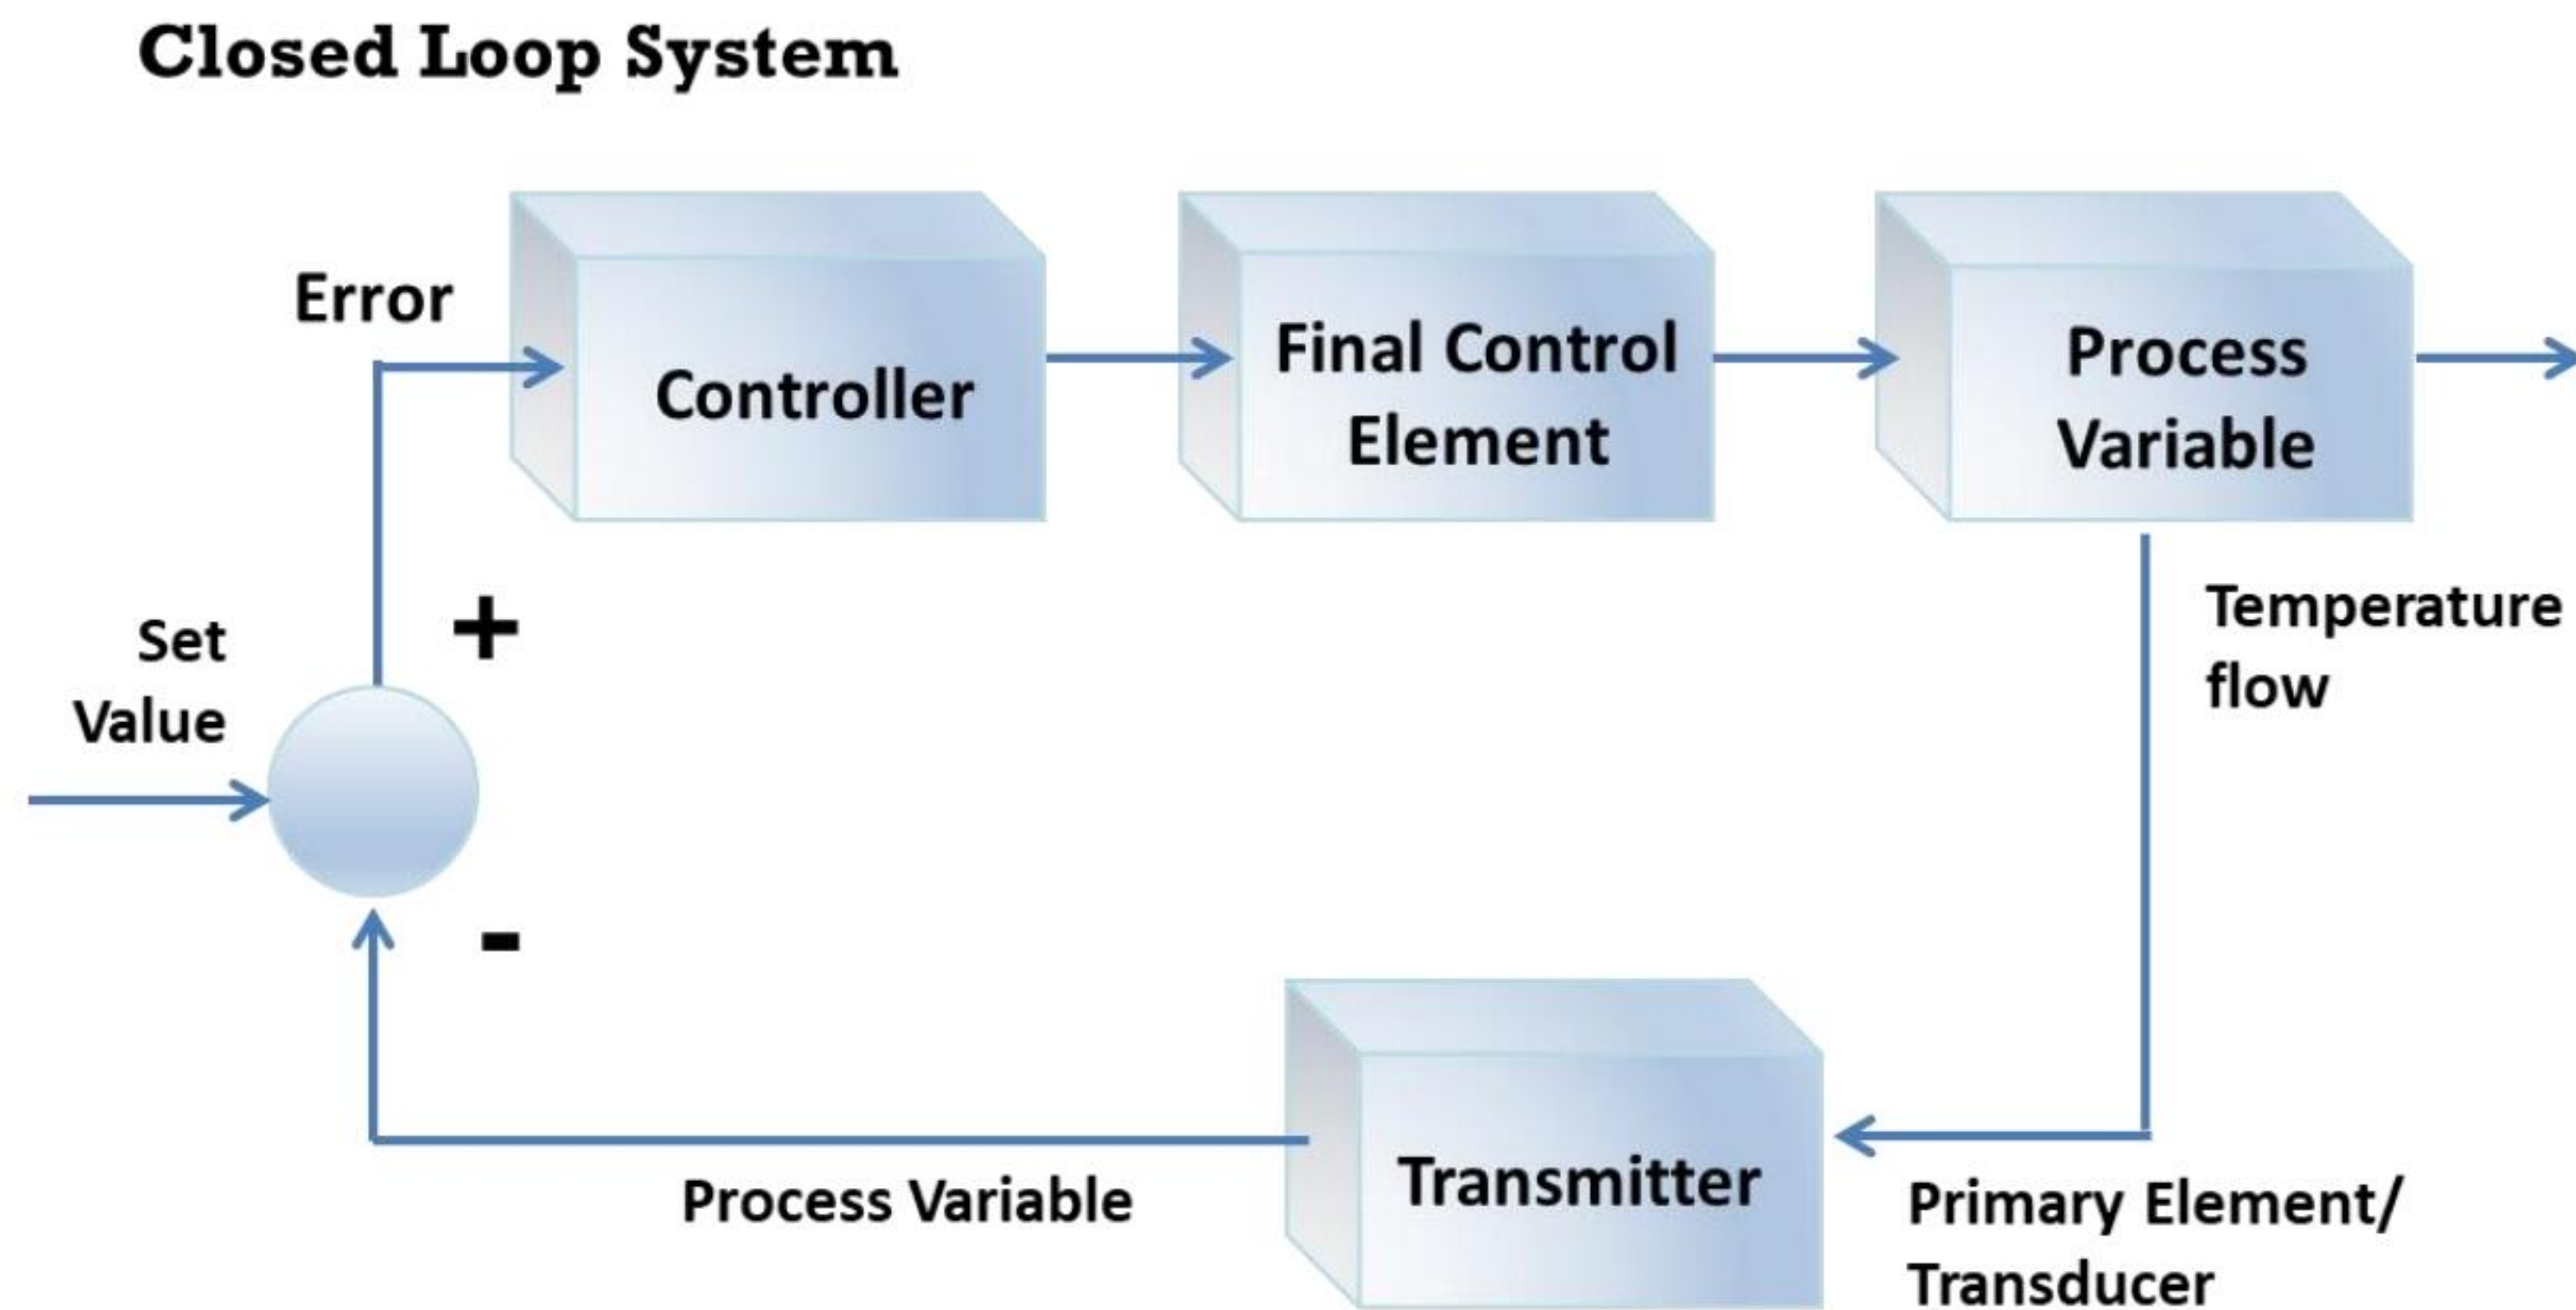 Closed Loop System
Error
Controller
Final Control
Element
Process
Variable
+
Set
Value
Temperature
flow
-
Transmitter
Process Variable
Primary Element/
Transducer